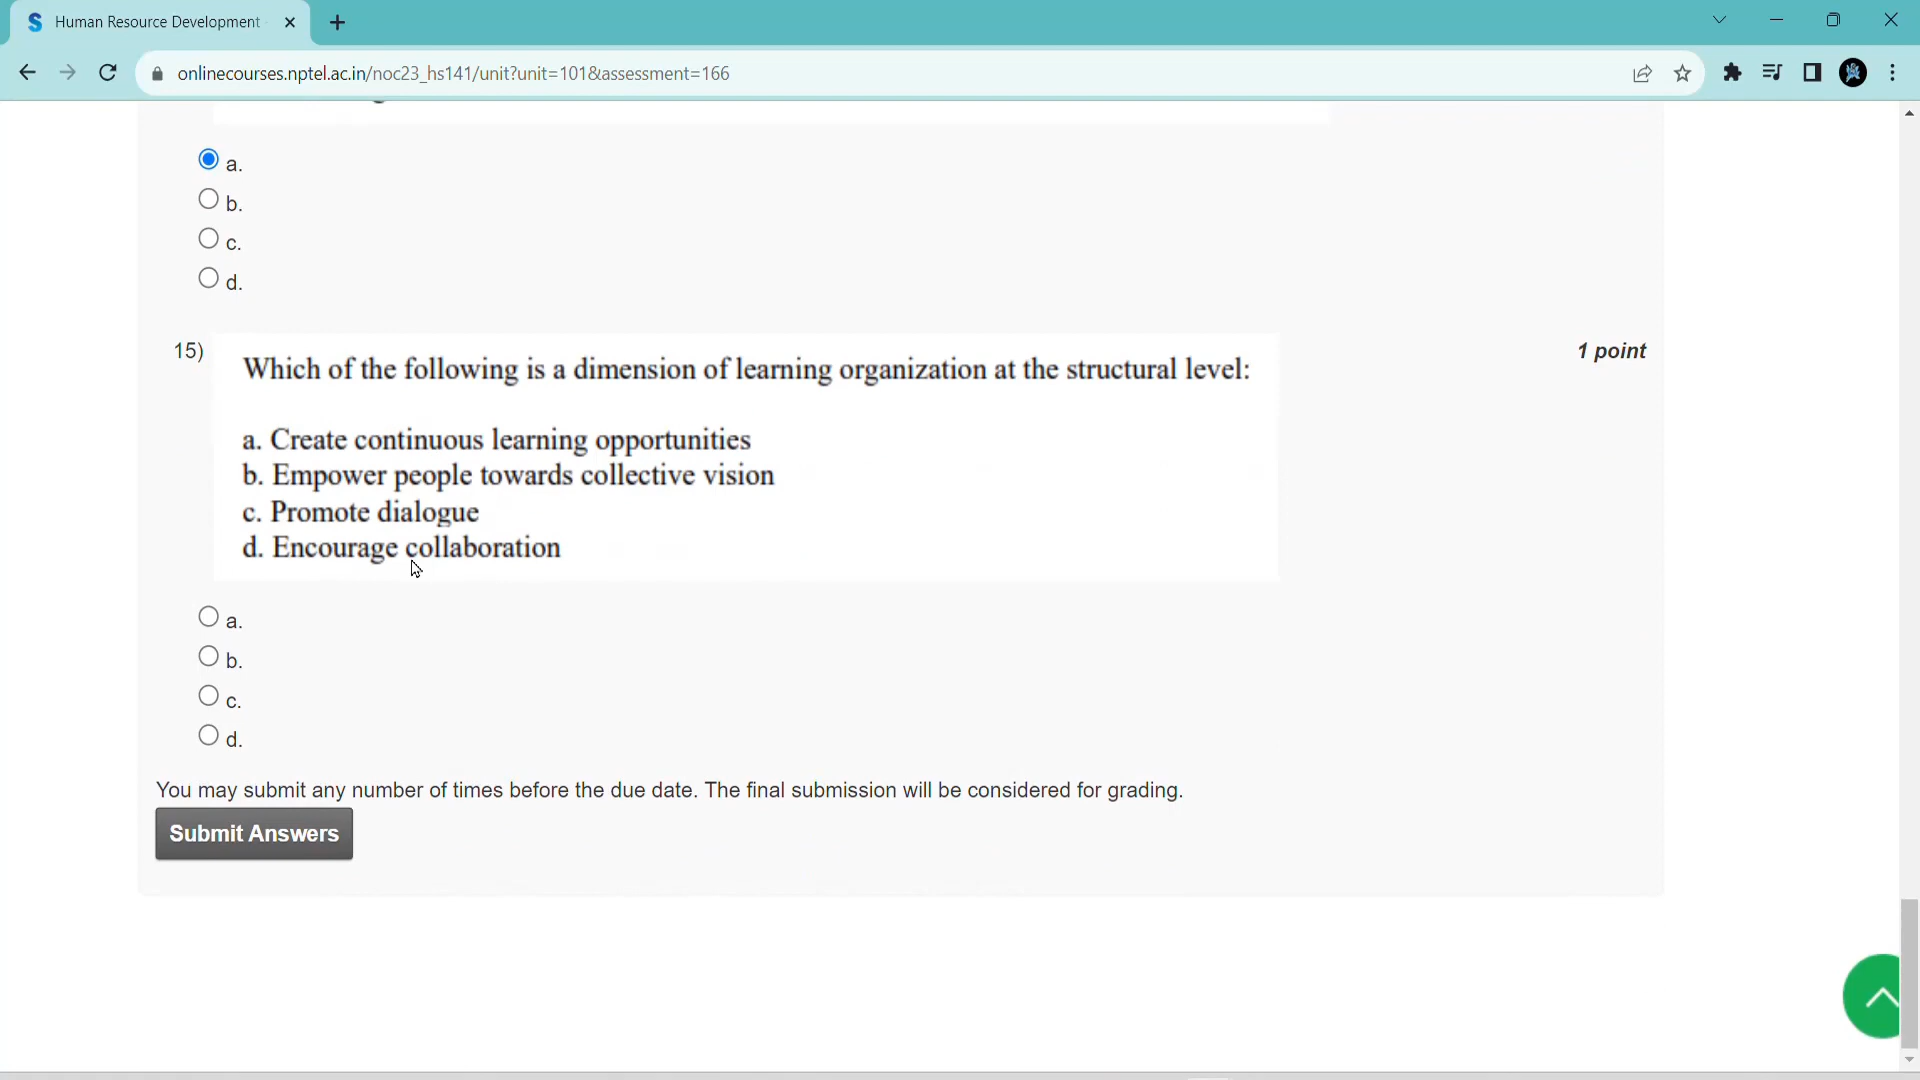 Human Resource Development
onlinecourses.nptel.ac.in/noc23_hs141/unit?unit=101&assessment=166
a.
b.
c.
d.
15)
Which of the following is a dimension of learning organization at the structural level:
1 point
a. Create continuous learning opportunities
b. Empower people towards collective vision
c. Promote dialogue
d. Encourage collaboration
a.
b.
c.
d.
You may submit any number of times before the due date. The final submission will be considered for grading.
Submit Answers